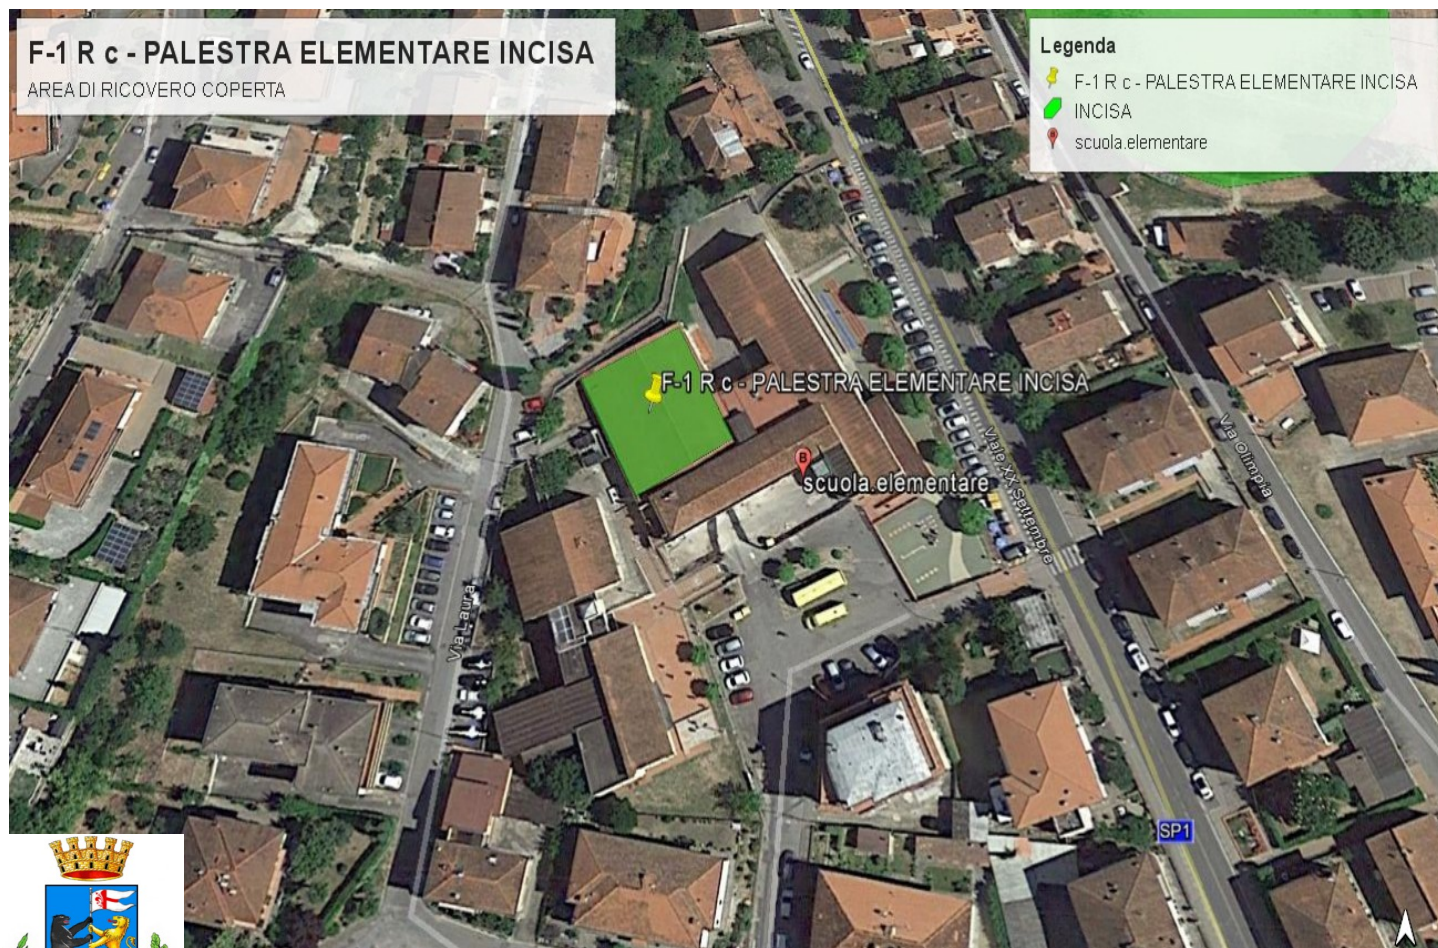 F-1 R c - PALESTRA ELEMENTARE INCISA
AREA DI RICOVERO COPERTA
Legenda
F-1 R c - PALESTRA ELEMENTARE INCISA
INCISA
scuola.elementare
F-1 R c - PALESTRA ELEMENTARE INCISA
B
scuola.elementare
Viale XX Settembre
Via Olimpia
Via Laura
SP1